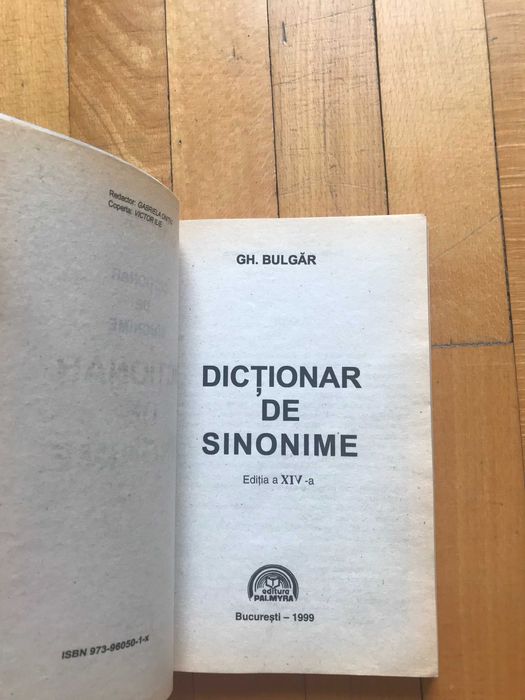 Redactor: GABRIELA
Coperta: VICTOR ILIE
ISBN 973-96050-1-x
GH. BULGĂR
DICȚIONAR
DE
SINONIME
Ediția a XIV-a
editura
PALMYRA
București – 1999